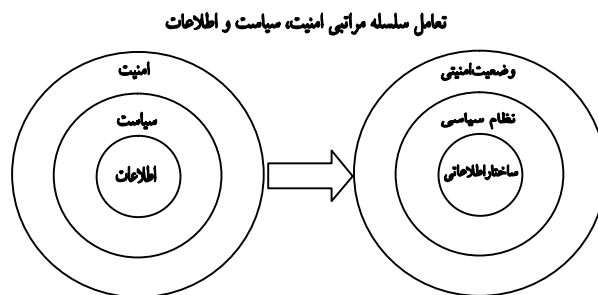 تعامل سلسله مراتبی امنیت، سیاست و اطلاعات
وضعیت‌امنیتی
نظام سیاسی
ساختاراطلاعاتی
امنیت
سیاست
اطلاعات